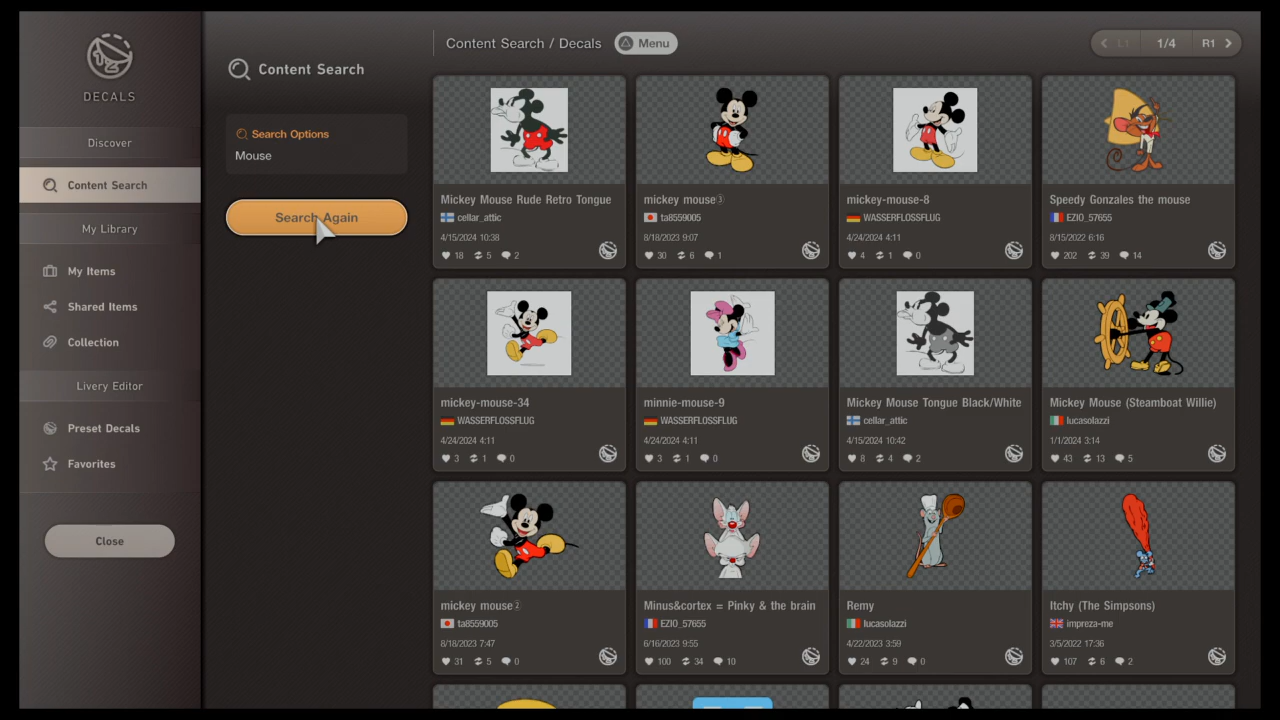 DECALS
Discover
Content Search
My Library
My Items
Shared Items
Collection
Livery Editor
Preset Decals
Favorites
Close
Content Search
Search Options
Mouse
Search Again
Content Search / Decals
Menu
L1 1/4 R1
Mickey Mouse Rude Retro Tongue
cellar_attic
4/15/2024 10:38
18 5 2
mickey mouse③
ta8559005
8/18/2023 9:07
30 6 1
mickey-mouse-8
WASSERFLOSSFLUG
4/24/2024 4:11
4 1 0
Speedy Gonzales the mouse
EZIO_57655
8/15/2022 6:16
202 39 14
mickey-mouse-34
WASSERFLOSSFLUG
4/24/2024 4:11
3 1 0
minnie-mouse-9
WASSERFLOSSFLUG
4/24/2024 4:11
3 1 0
Mickey Mouse Tongue Black/White
cellar_attic
4/15/2024 10:42
8 4 2
Mickey Mouse (Steamboat Willie)
lucasolazzi
1/1/2024 3:14
43 13 5
mickey mouse②
ta8559005
8/18/2023 7:47
31 5 0
Minus&cortex = Pinky & the brain
EZIO_57655
6/16/2023 9:55
100 34 10
Remy
lucasolazzi
4/22/2023 3:59
24 9 0
Itchy (The Simpsons)
impreza-me
3/5/2022 17:36
107 6 2